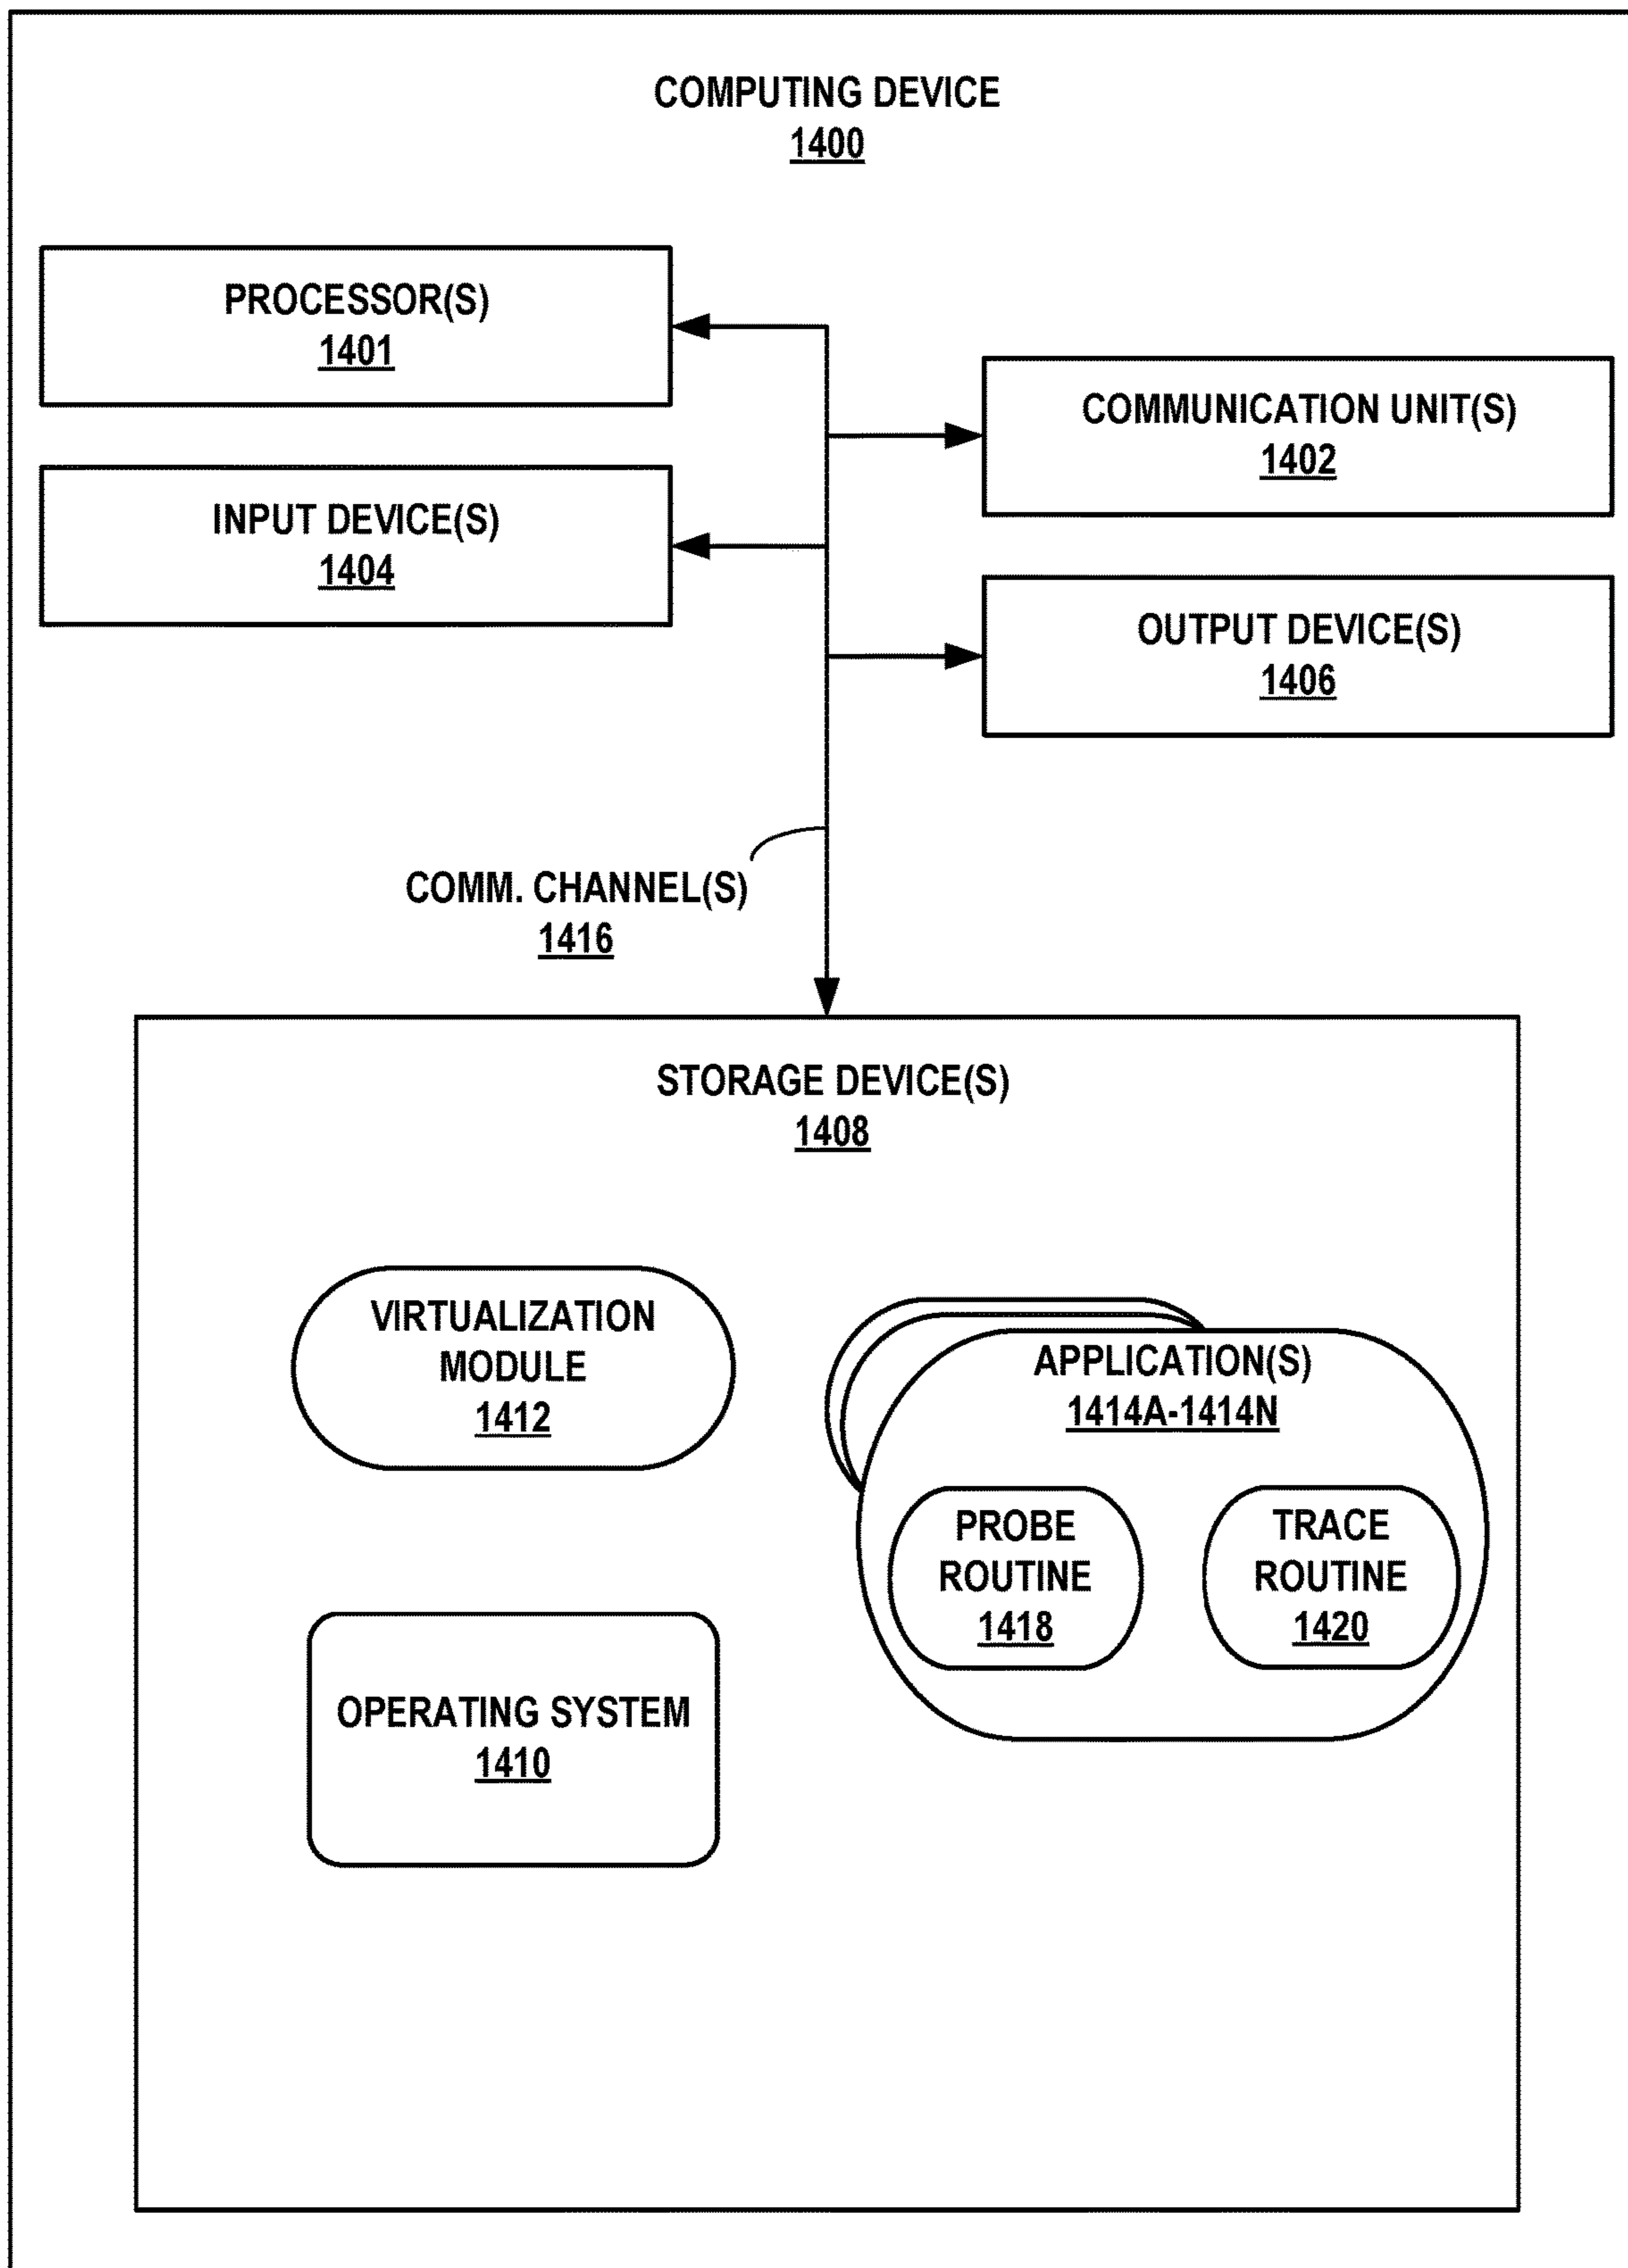 COMPUTING DEVICE
1400
PROCESSOR(S)
1401
COMMUNICATION UNIT(S)
1402
INPUT DEVICE(S)
1404
OUTPUT DEVICE(S)
1406
COMM. CHANNEL(S)
1416
STORAGE DEVICE(S)
1408
VIRTUALIZATION
MODULE
1412
APPLICATION(S)
1414A-1414N
PROBE
ROUTINE
1418
TRACE
ROUTINE
1420
OPERATING SYSTEM
1410